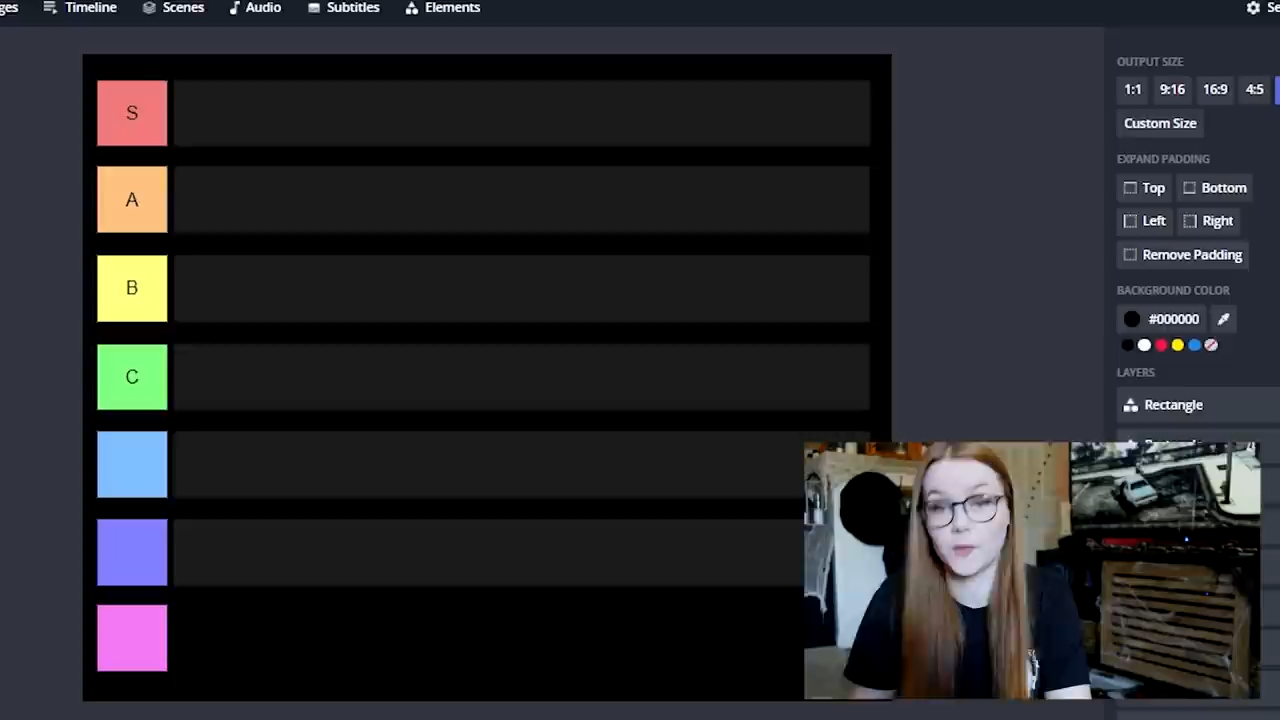 ges Timeline Scenes Audio Subtitles Elements Se
OUTPUT SIZE
1:1 9:16 16:9 4:5
Custom Size
EXPAND PADDING
Top Bottom
Left Right
Remove Padding
BACKGROUND COLOR
#000000
LAYERS
Rectangle
S
A
B
C